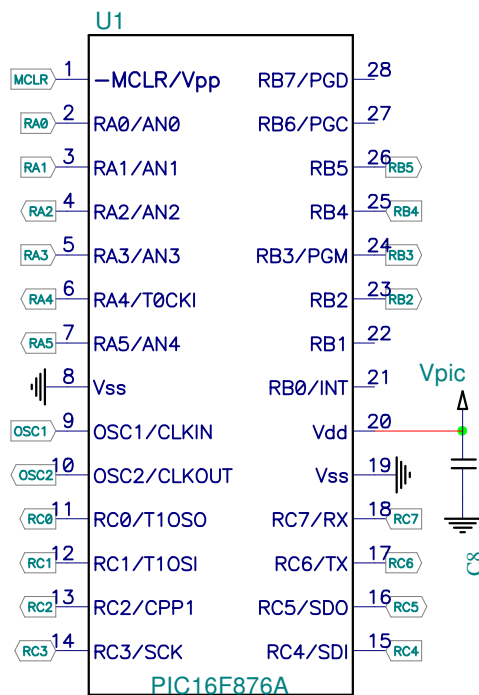 U1
MCLR 1 -MCLR/Vpp RB7/PGD 28
RA0 2 RA0/AN0 RB6/PGC 27
RA1 3 RA1/AN1 RB5 26 RB5
RA2 4 RA2/AN2 RB4 25 RB4
RA3 5 RA3/AN3 RB3/PGM 24 RB3
RA4 6 RA4/T0CKI RB2 23 RB2
RA5 7 RA5/AN4 RB1 22
8 Vss RB0/INT 21
Vpic
OSC1 9 OSC1/CLKIN Vdd 20
OSC2 10 OSC2/CLKOUT Vss 19
RC0 11 RC0/T1OSO RC7/RX 18 RC7
RC1 12 RC1/T1OSI RC6/TX 17 RC6
C8
RC2 13 RC2/CPP1 RC5/SDO 16 RC5
RC3 14 RC3/SCK RC4/SDI 15 RC4
PIC16F876A